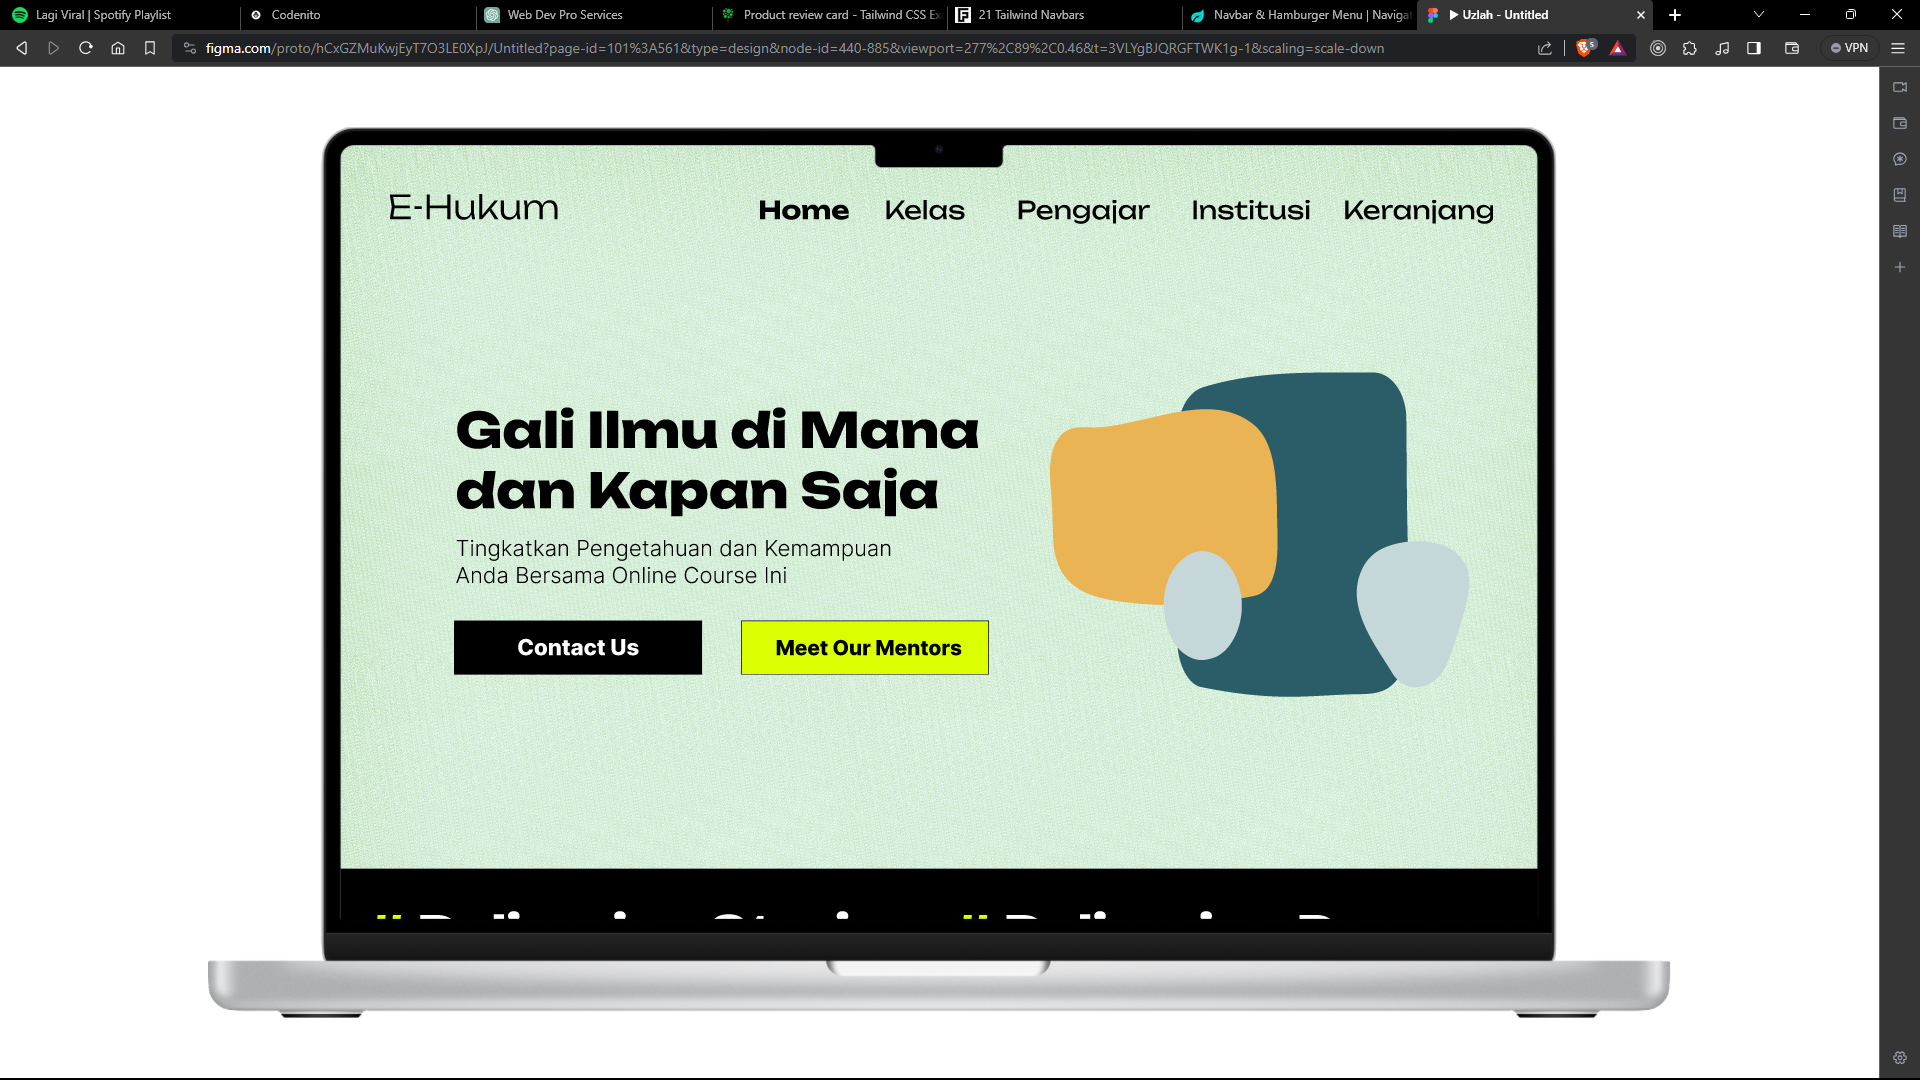 Lagi Viral | Spotify Playlist
Codenito
Web Dev Pro Services
Product review card - Tailwind CSS Ex
21 Tailwind Navbars
Navbar & Hamburger Menu | Navigat
Uzlah - Untitled
figma.com/proto/hCxGZMuKwjEyT7O3LE0XpJ/Untitled?page-id=101%3A561&type=design&node-id=440-885&viewport=277%2C89%2C0.46&t=3VLYgBJQRGFTWK1g-1&scaling=scale-down
VPN
E-Hukum
Home Kelas Pengajar Institusi Keranjang
Gali Ilmu di Mana
dan Kapan Saja
Tingkatkan Pengetahuan dan Kemampuan
Anda Bersama Online Course Ini
Contact Us
Meet Our Mentors